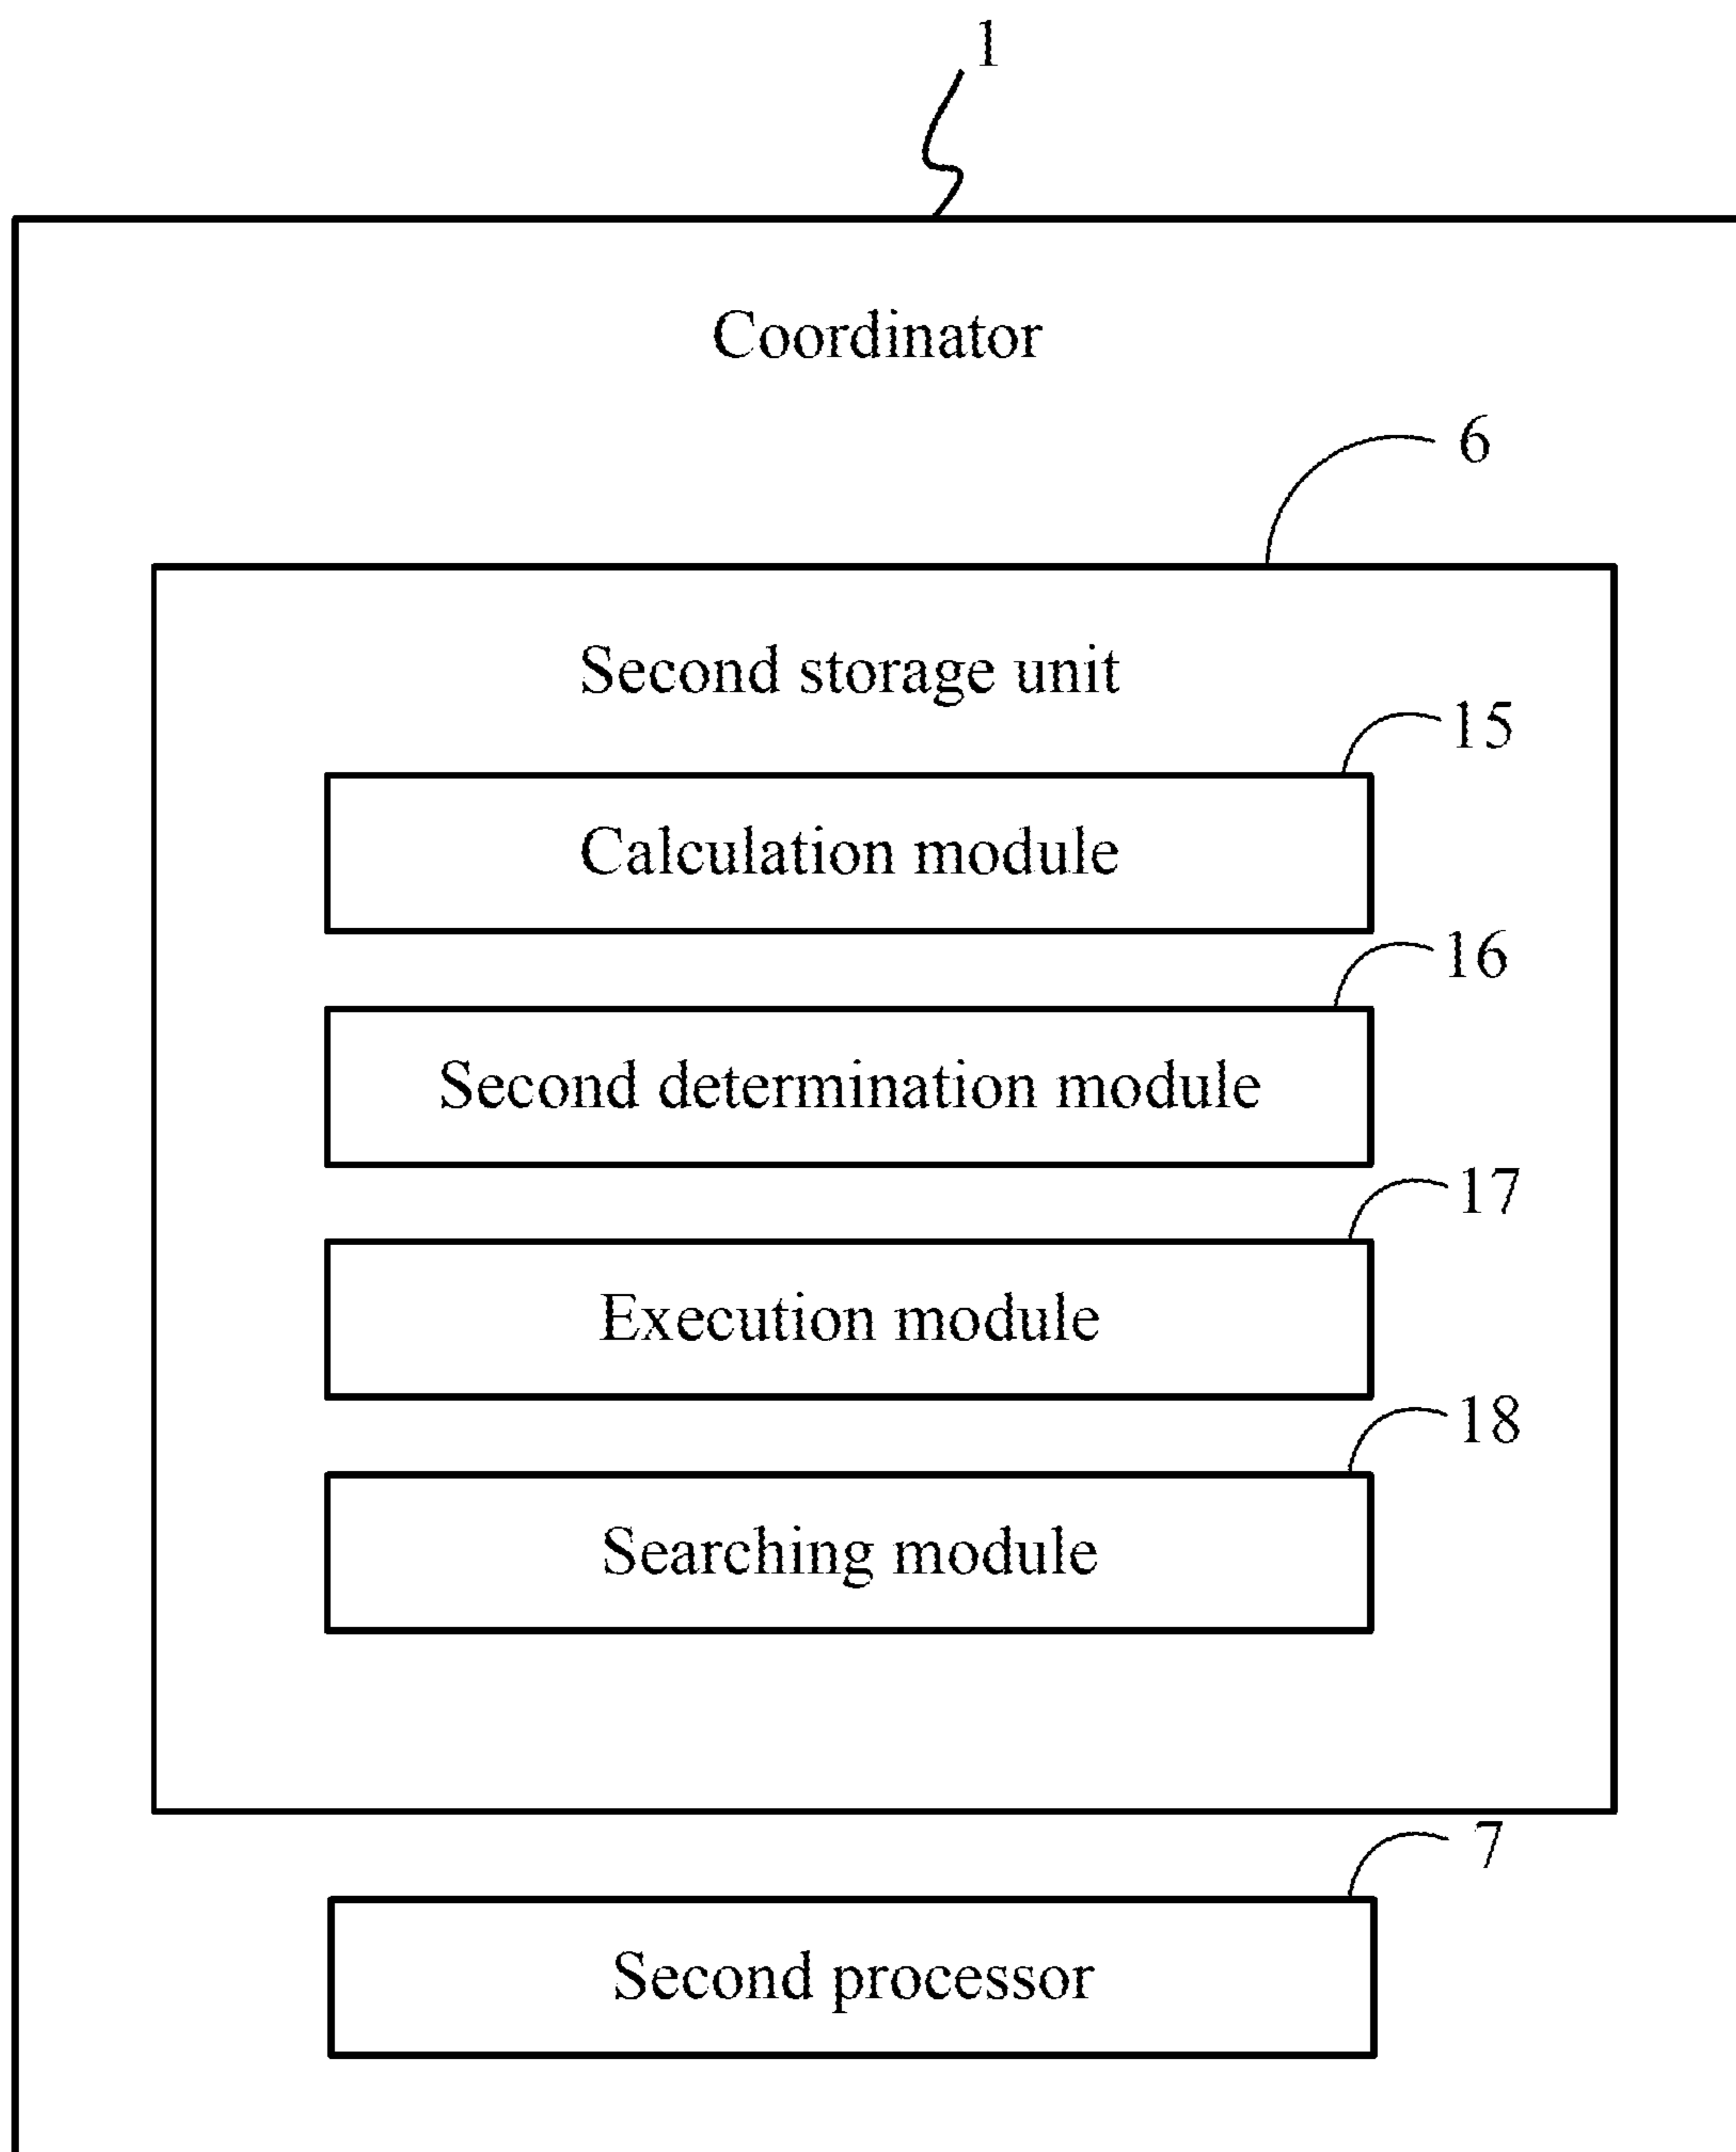 1
Coordinator
6
Second storage unit
15
Calculation module
16
Second determination module
17
Execution module
18
Searching module
7
Second processor